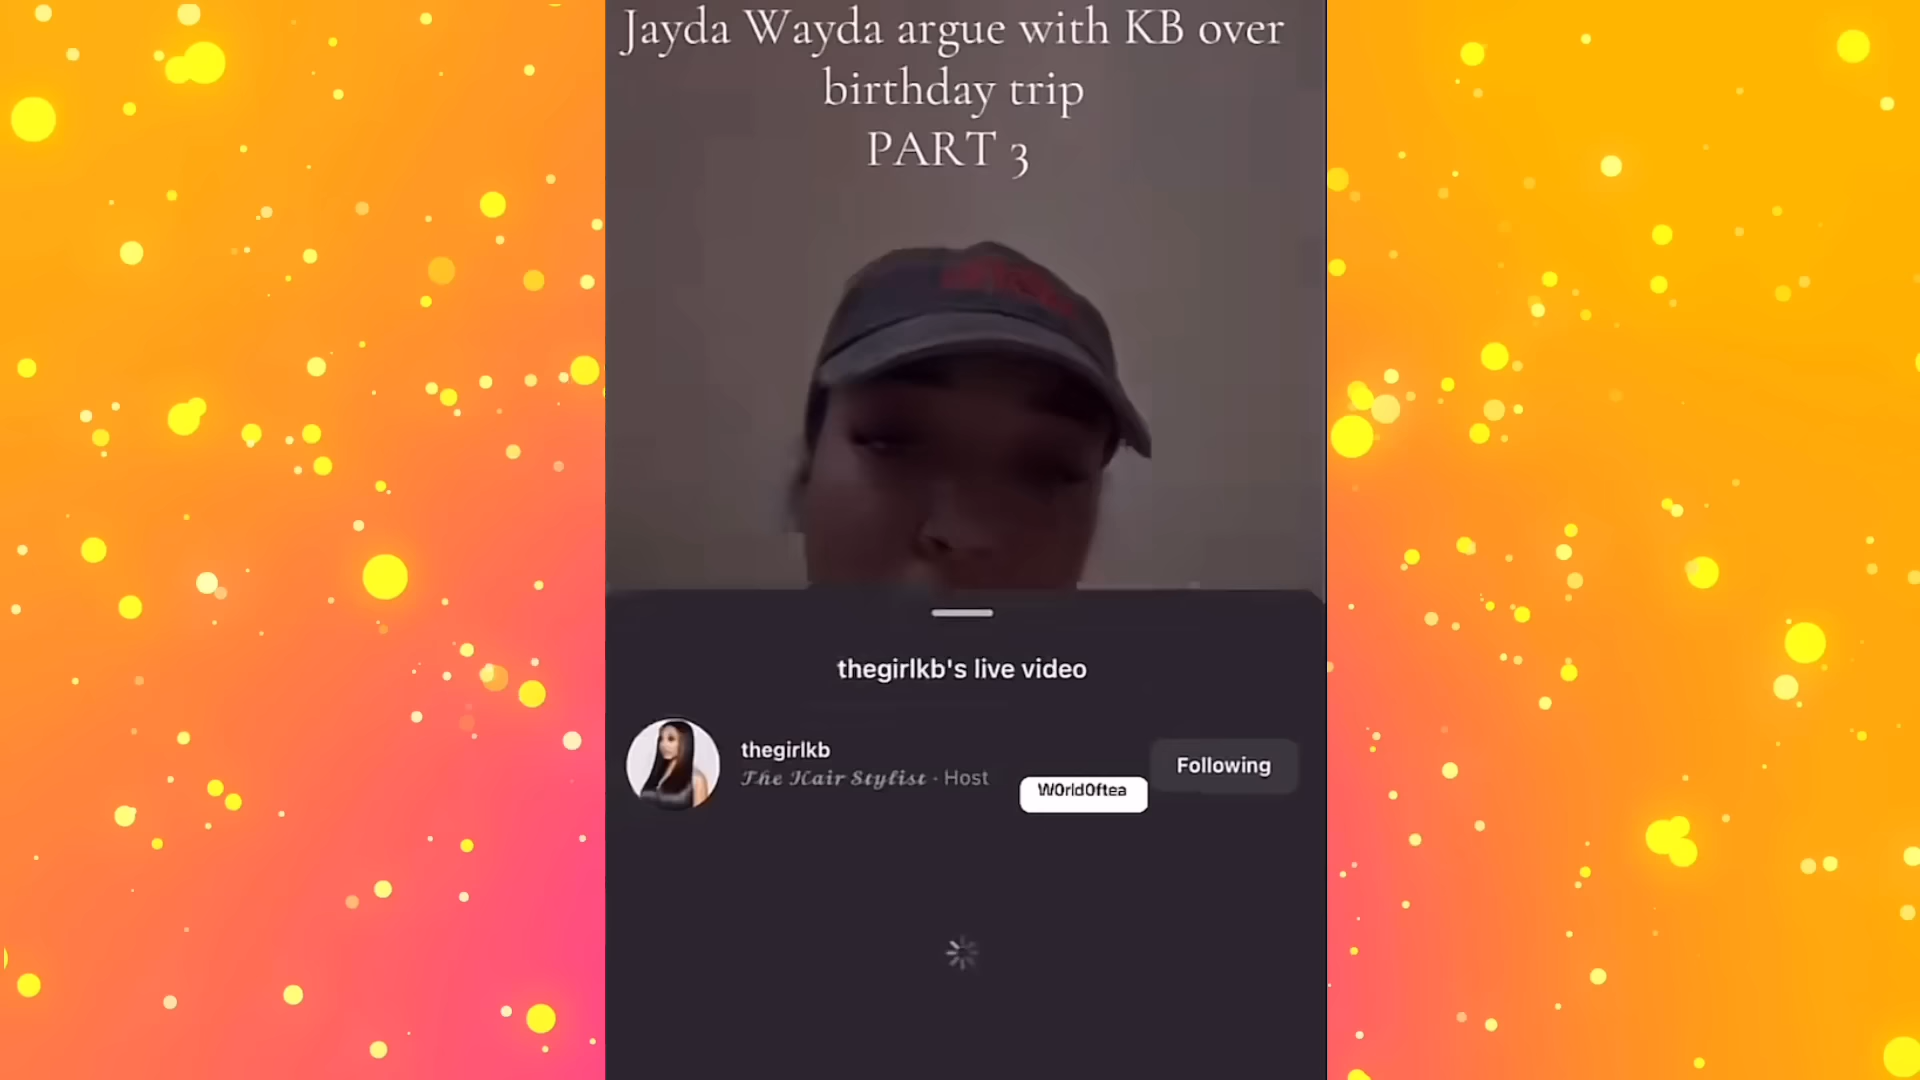 Jayda Wayda argue with KB over
birthday trip
PART 3
thegirlkb's live video
thegirlkb
𝓣𝓱𝓮 𝓗𝓪𝓲𝓻 𝓢𝓽𝔂𝓵𝓲𝓼𝓽 · Host
W0rld0ftea
Following